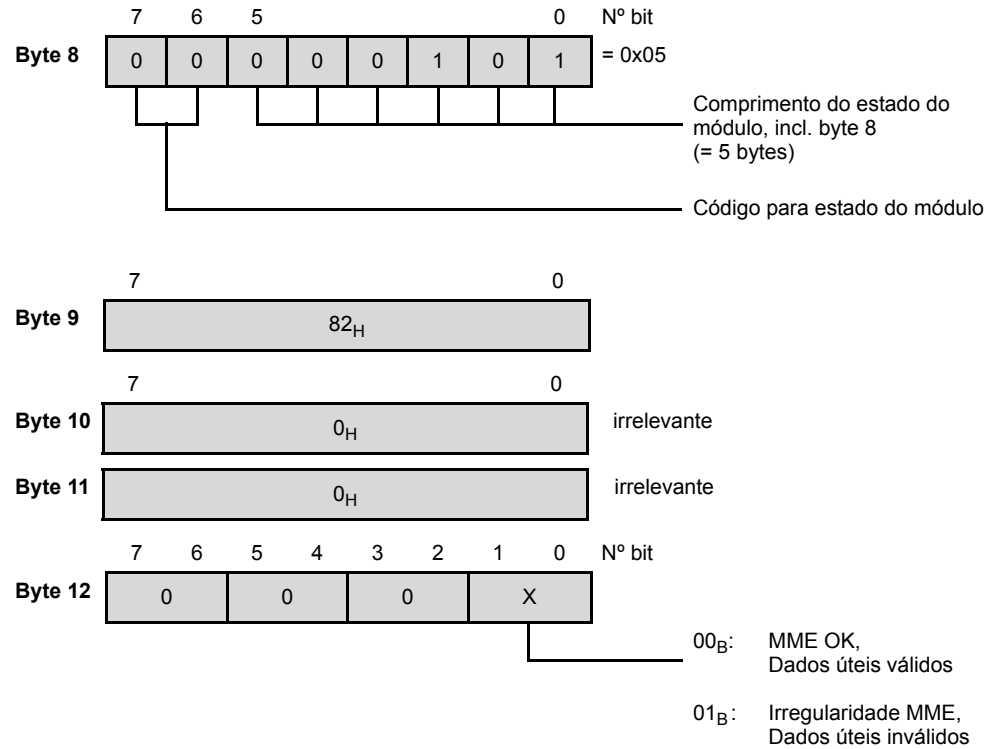 7 6 5 0 Nº bit
Byte 8 0 0 0 0 0 1 0 1 = 0x05
Comprimento do estado do
módulo, incl. byte 8
(= 5 bytes)
Código para estado do módulo
7 0
Byte 9 82H
7 0
Byte 10 0H irrelevante
Byte 11 0H irrelevante
7 6 5 4 3 2 1 0 Nº bit
Byte 12 0 0 0 X
00B: MME OK,
Dados úteis válidos
01B: Irregularidade MME,
Dados úteis inválidos